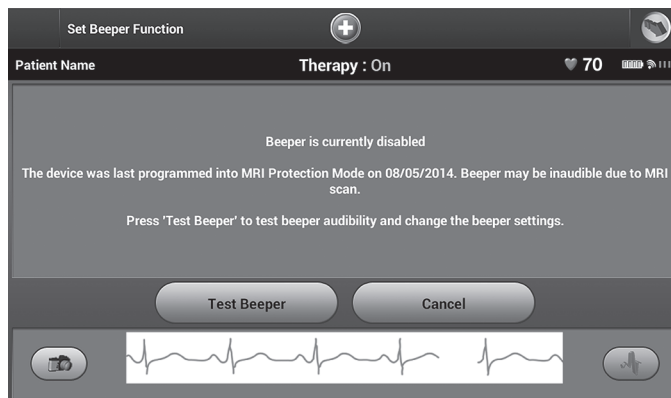 Set Beeper Function
Patient Name
Therapy : On
70
Beeper is currently disabled
The device was last programmed into MRI Protection Mode on 08/05/2014. Beeper may be inaudible due to MRI
scan.
Press 'Test Beeper' to test beeper audibility and change the beeper settings.
Test Beeper
Cancel